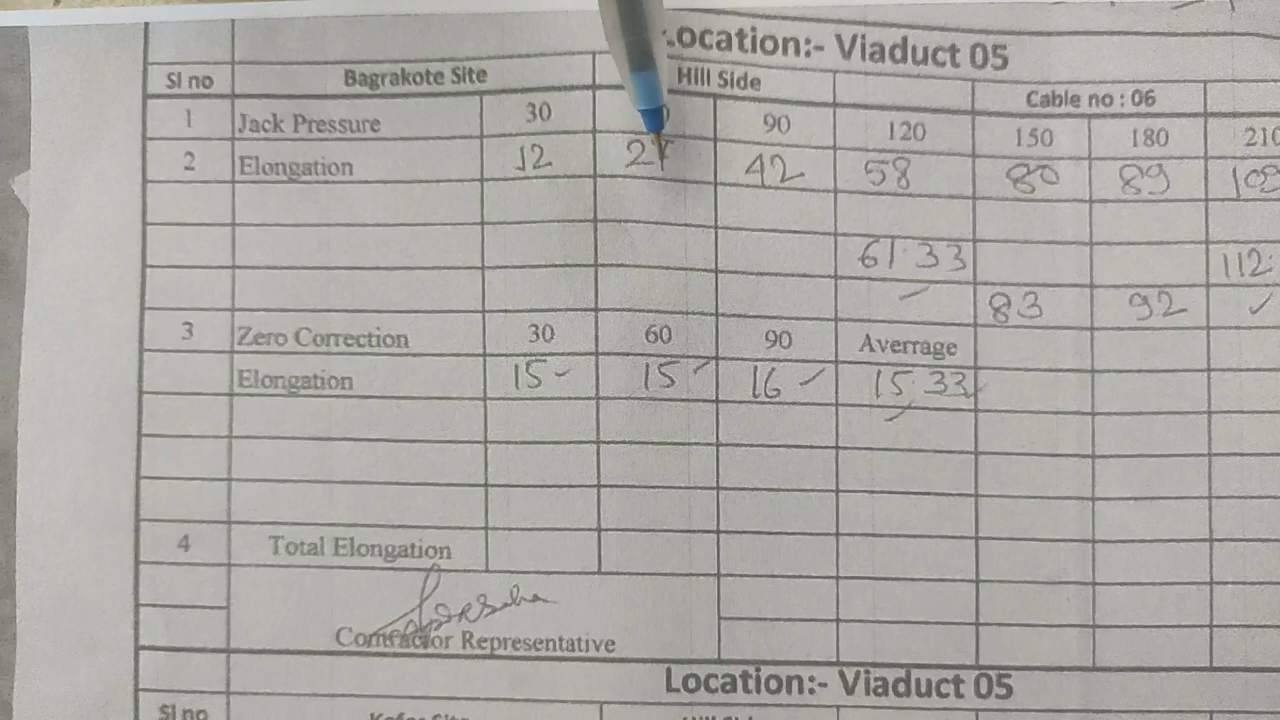 Location:- Viaduct 05
Sl no Bagrakote Site Hill Side Cable no : 06
1 Jack Pressure 30 90 120 150 180 210
2 Elongation 12 42 58 80 89
61.33 112.
83 92
3 Zero Correction 30 60 90 Averrage
Elongation 15 15 16 15.33
4 Total Elongation
Contractor Representative
Location:- Viaduct 05
Sl no